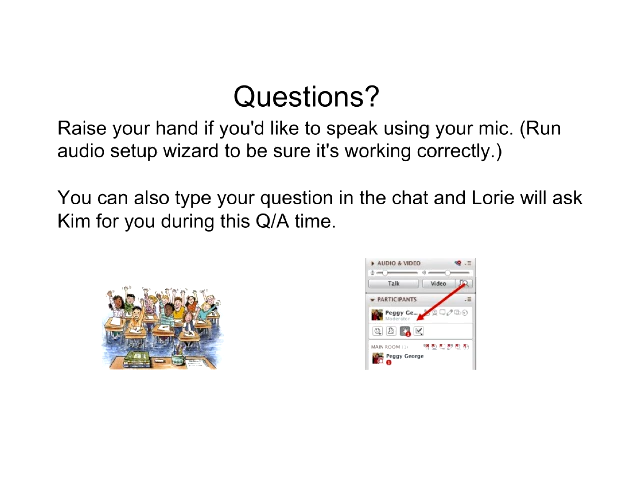 Questions?
Raise your hand if you'd like to speak using your mic. (Run
audio setup wizard to be sure it's working correctly.)
You can also type your question in the chat and Lorie will ask
Kim for you during this Q/A time.
AUDIO & VIDEO
Talk Video
PARTICIPANTS
Peggy Ge...
Moderator
MAIN ROOM
Peggy George